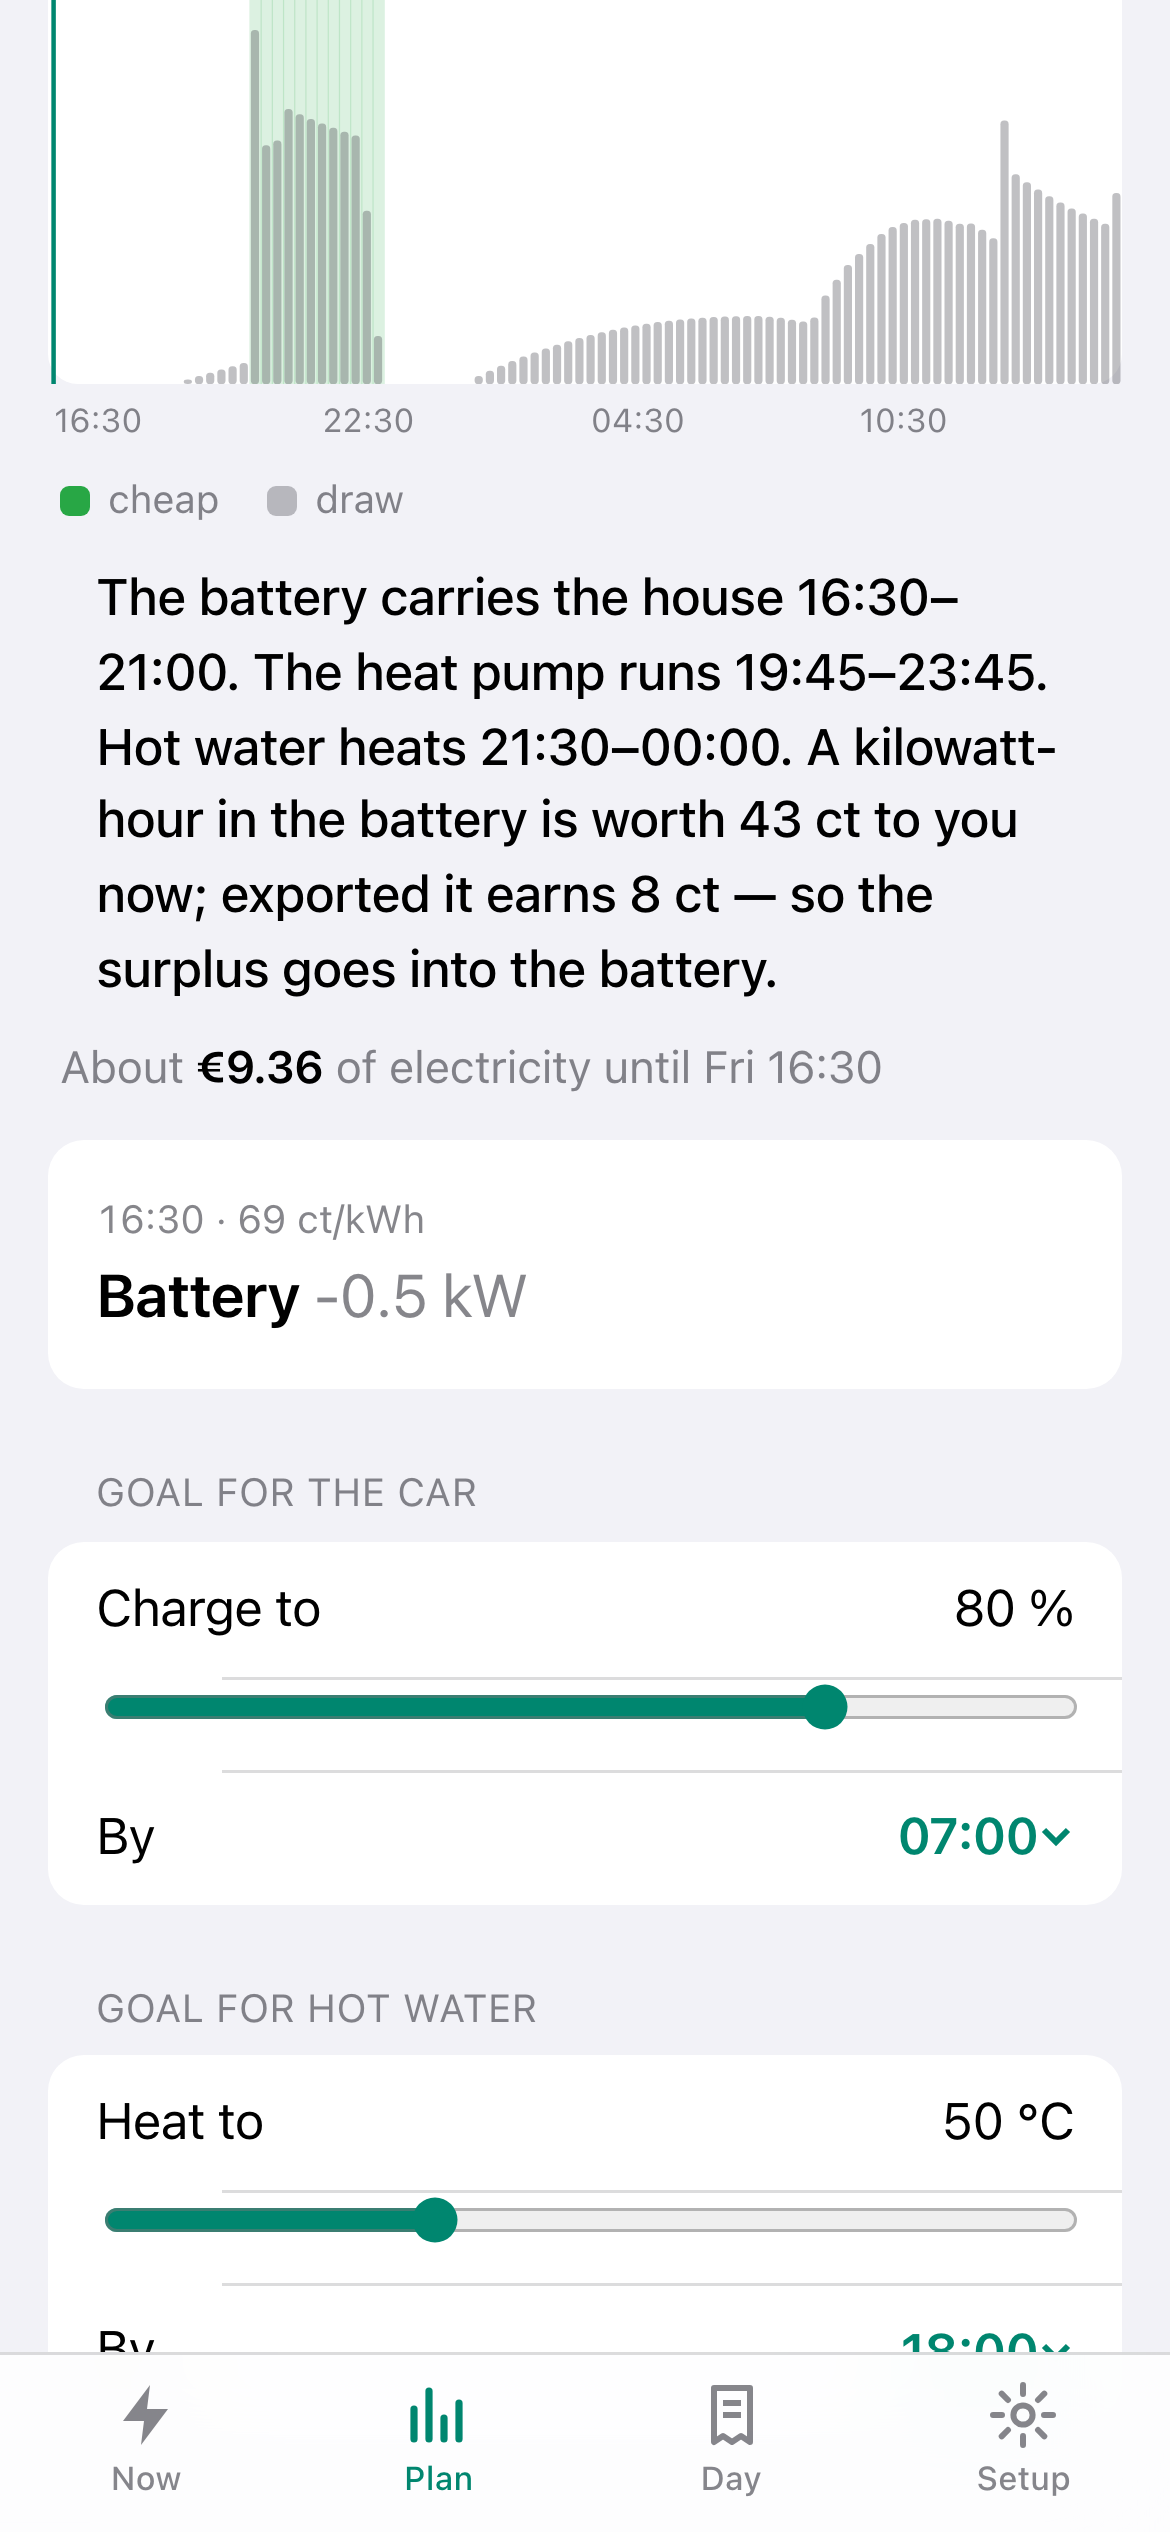 16:30 22:30 04:30 10:30
cheap draw
The battery carries the house 16:30–
21:00. The heat pump runs 19:45–23:45.
Hot water heats 21:30–00:00. A kilowatt-
hour in the battery is worth 43 ct to you
now; exported it earns 8 ct — so the
surplus goes into the battery.
About €9.36 of electricity until Fri 16:30
16:30 · 69 ct/kWh
Battery -0.5 kW
GOAL FOR THE CAR
Charge to 80 %
By 07:00
GOAL FOR HOT WATER
Heat to 50 °C
By 18:00
Now Plan Day Setup